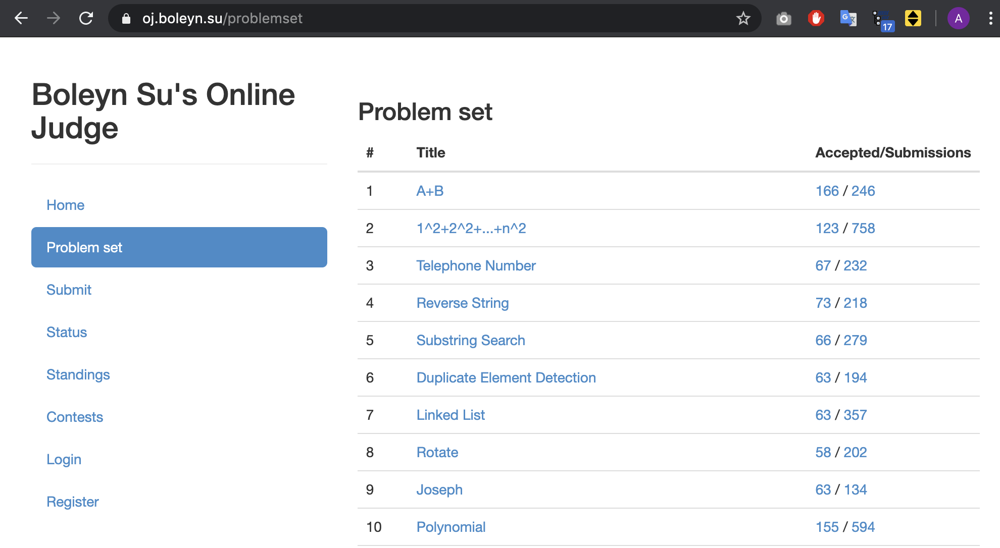 oj.boleyn.su/problemset
17
A
Boleyn Su's Online
Judge
Home
Problem set
Submit
Status
Standings
Contests
Login
Register
Problem set
# Title Accepted/Submissions
1 A+B 166 / 246
2 1^2+2^2+...+n^2 123 / 758
3 Telephone Number 67 / 232
4 Reverse String 73 / 218
5 Substring Search 66 / 279
6 Duplicate Element Detection 63 / 194
7 Linked List 63 / 357
8 Rotate 58 / 202
9 Joseph 63 / 134
10 Polynomial 155 / 594